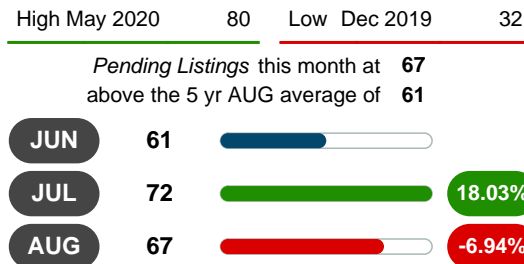 High May 2020 80 Low Dec 2019 32
Pending Listings this month at 67
above the 5 yr AUG average of 61
JUN 61
JUL 72 18.03%
AUG 67 -6.94%